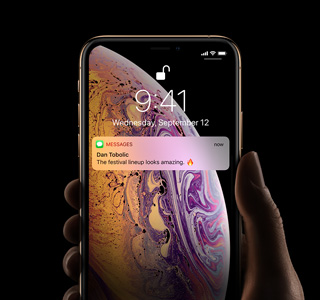 9:41
Wednesday, September 12
MESSAGES
now
Dan Tobolic
The festival lineup looks amazing. 🔥